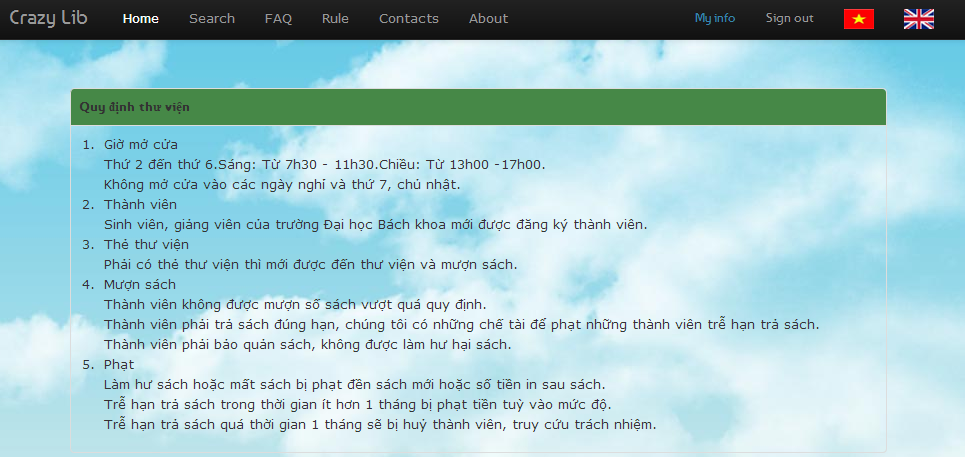 Crazy Lib Home Search FAQ Rule Contacts About My info Sign out
Quy định thư viện
1. Giờ mở cửa
Thứ 2 đến thứ 6.Sáng: Từ 7h30 - 11h30.Chiều: Từ 13h00 -17h00.
Không mở cửa vào các ngày nghỉ và thứ 7, chủ nhật.
2. Thành viên
Sinh viên, giảng viên của trường Đại học Bách khoa mới được đăng ký thành viên.
3. Thẻ thư viện
Phải có thẻ thư viện thì mới được đến thư viện và mượn sách.
4. Mượn sách
Thành viên không được mượn số sách vượt quá quy định.
Thành viên phải trả sách đúng hạn, chúng tôi có những chế tài để phạt những thành viên trễ hạn trả sách.
Thành viên phải bảo quản sách, không được làm hư hại sách.
5. Phạt
Làm hư sách hoặc mất sách bị phạt đền sách mới hoặc số tiền in sau sách.
Trễ hạn trả sách trong thời gian ít hơn 1 tháng bị phạt tiền tuỳ vào mức độ.
Trễ hạn trả sách quá thời gian 1 tháng sẽ bị huỷ thành viên, truy cứu trách nhiệm.